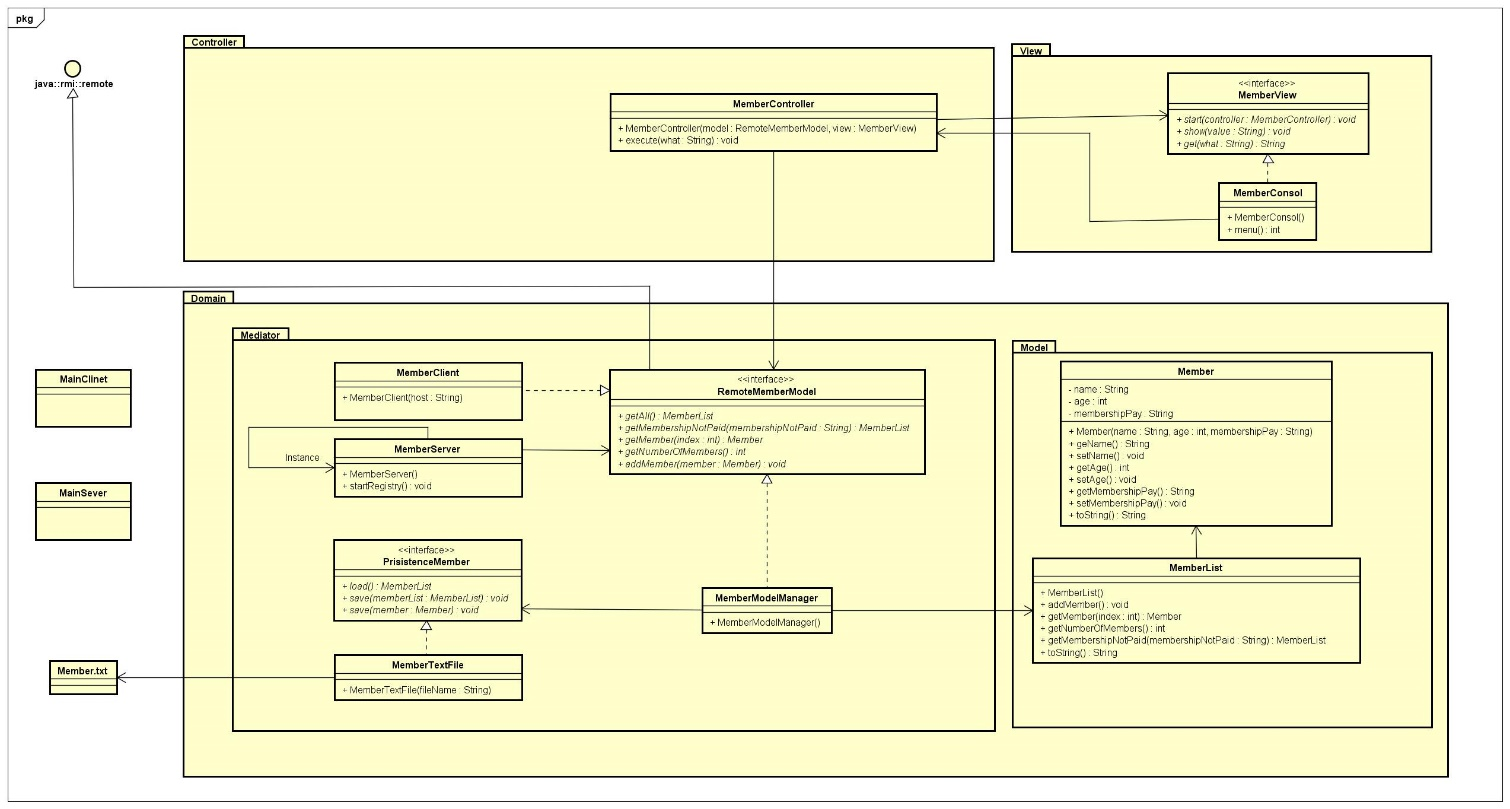 pkg
java::rmi::remote
Controller
MemberController
+ MemberController(model : RemoteMemberModel, view : MemberView)
+ execute(what : String) : void
View
<<interface>>
MemberView
+ start(controller : MemberController) : void
+ show(value : String) : void
+ get(what : String) : String
MemberConsol
+ MemberConsol()
+ menu() : int
Domain
Mediator
MemberClient
+ MemberClient(host : String)
Instance
MemberServer
+ MemberServer()
+ startRegistry() : void
<<interface>>
RemoteMemberModel
+ getAll() : MemberList
+ getMembershipNotPaid(membershipNotPaid : String) : MemberList
+ getMember(index : int) : Member
+ getNumberOfMembers() : int
+ addMember(member : Member) : void
<<interface>>
PrisistenceMember
+ load() : MemberList
+ save(memberList : MemberList) : void
+ save(member : Member) : void
MemberModelManager
+ MemberModelManager()
MemberTextFile
+ MemberTextFile(fileName : String)
Model
Member
- name : String
- age : int
- membershipPay : String
+ Member(name : String, age : int, membershipPay : String)
+ geName() : String
+ setName() : void
+ getAge() : int
+ setAge() : void
+ getMembershipPay() : String
+ setMembershipPay() : void
+ toString() : String
MemberList
+ MemberList()
+ addMember() : void
+ getMember(index : int) : Member
+ getNumberOfMembers() : int
+ getMembershipNotPaid(membershipNotPaid : String) : MemberList
+ toString() : String
MainClinet
MainSever
Member.txt